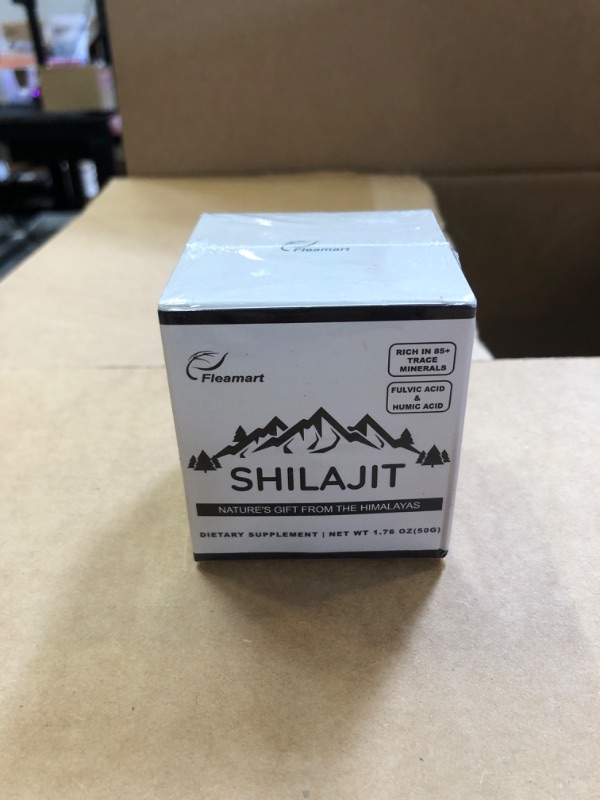 Fleamart
Fleamart
RICH IN 85+
TRACE
MINERALS
FULVIC ACID
&
HUMIC ACID
SHILAJIT
NATURE'S GIFT FROM THE HIMALAYAS
DIETARY SUPPLEMENT | NET WT 1.76 OZ(50G)